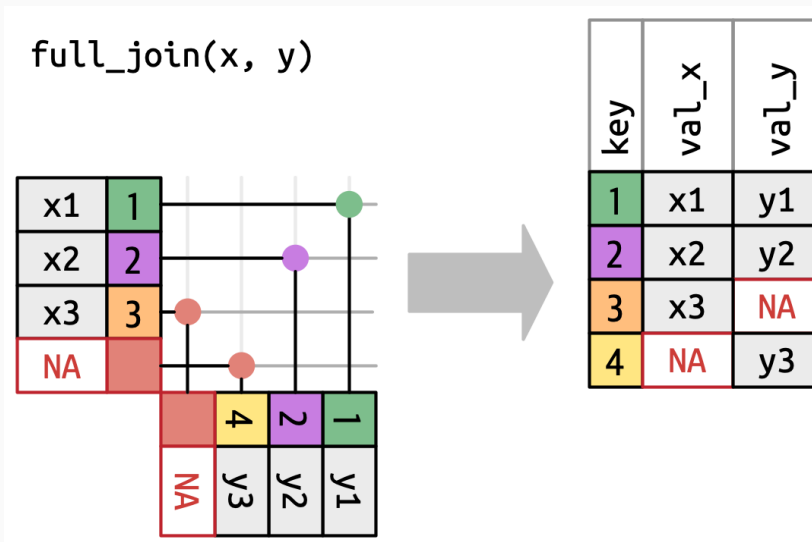 full_join(x, y)
x1 1
x2 2
x3 3
NA
4 2 1
NA y3 y2 y1
key val_x val_y
1 x1 y1
2 x2 y2
3 x3 NA
4 NA y3